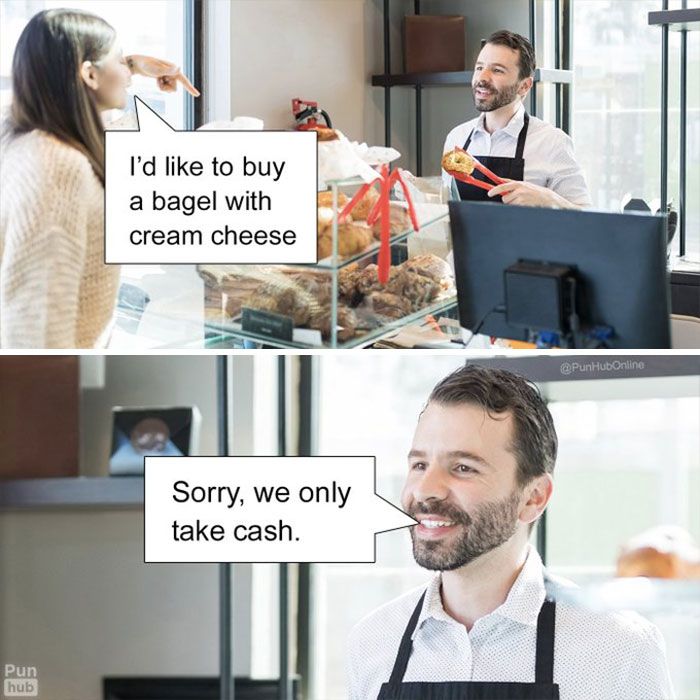 I'd like to buy
a bagel with
cream cheese
@PunHubOnline
Sorry, we only
take cash.
Pun
hub